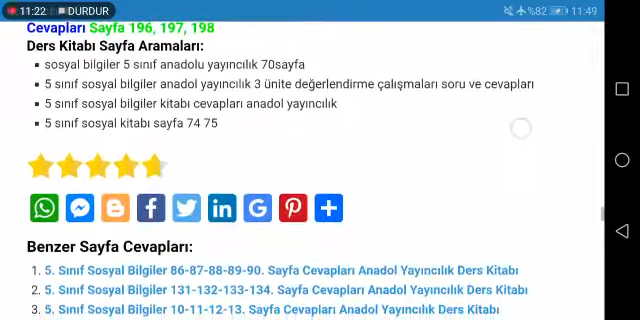 11:22 DURDUR %82 11:49
Cevapları Sayfa 196, 197, 198
Ders Kitabı Sayfa Aramaları:
sosyal bilgiler 5 sınıf anadolu yayıncılık 70sayfa
5 sınıf sosyal bilgiler anadol yayıncılık 3 ünite değerlendirme çalışmaları soru ve cevapları
5 sınıf sosyal bilgiler kitabı cevapları anadol yayıncılık
5 sınıf sosyal kitabı sayfa 74 75
Benzer Sayfa Cevapları:
1. 5. Sınıf Sosyal Bilgiler 86-87-88-89-90. Sayfa Cevapları Anadol Yayıncılık Ders Kitabı
2. 5. Sınıf Sosyal Bilgiler 131-132-133-134. Sayfa Cevapları Anadol Yayıncılık Ders Kitabı
3. 5. Sınıf Sosyal Bilgiler 10-11-12-13. Sayfa Cevapları Anadol Yayıncılık Ders Kitabı